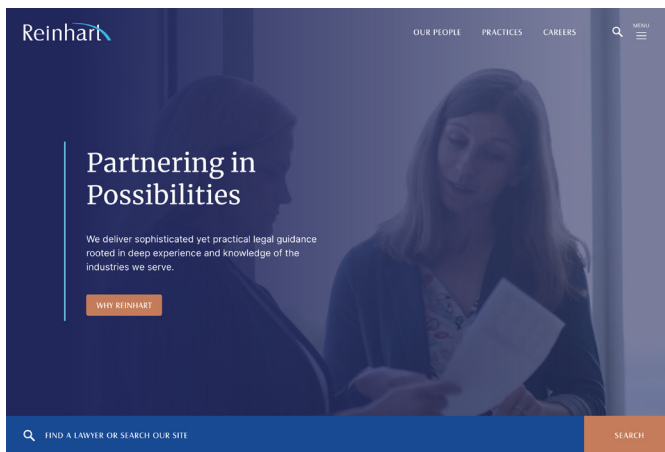 Reinhart
OUR PEOPLE
PRACTICES
CAREERS
MENU
Partnering in
Possibilities
We deliver sophisticated yet practical legal guidance
rooted in deep experience and knowledge of the
industries we serve.
WHY REINHART
FIND A LAWYER OR SEARCH OUR SITE
SEARCH